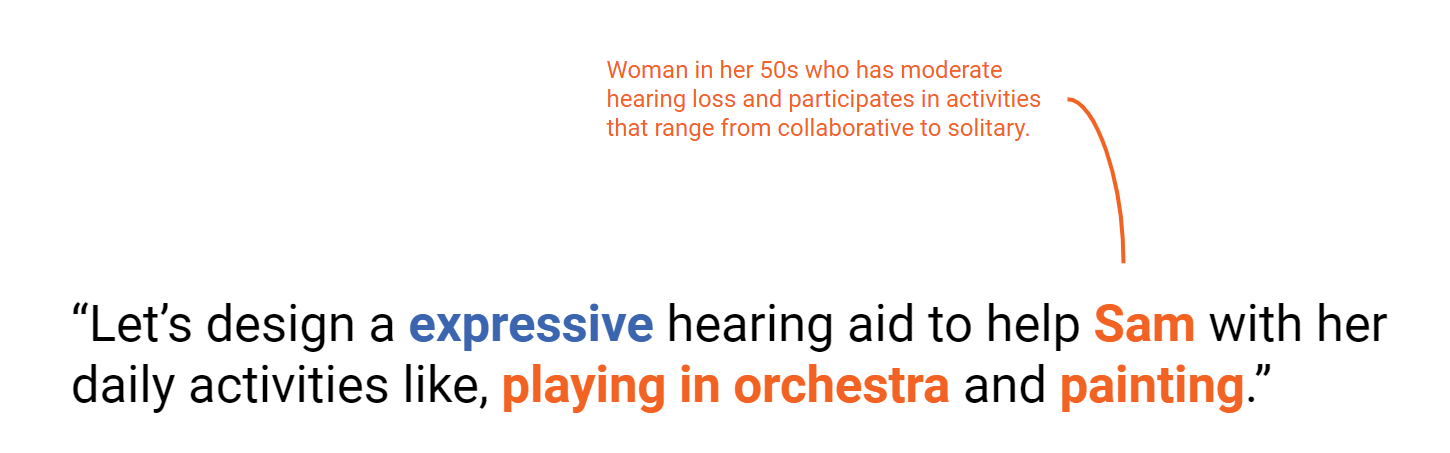 Woman in her 50s who has moderate
hearing loss and participates in activities
that range from collaborative to solitary.
“Let’s design a expressive hearing aid to help Sam with her
daily activities like, playing in orchestra and painting.”